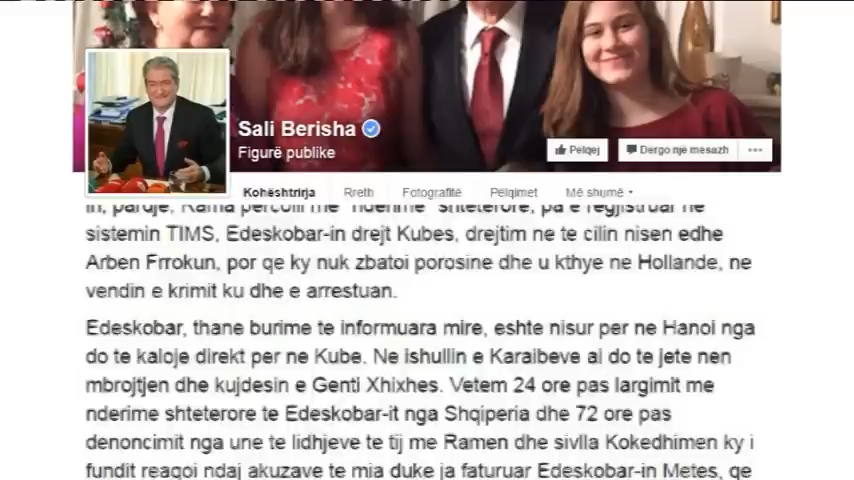 Sali Berisha
Figurë publike
Pëlqej
Dërgo një mesazh
Kohështrirja Rreth Fotografitë Pëlqimet Më shumë
sistemin TIMS, Edeskobar-in drejt Kubes, drejtim ne te cilin nisen edhe
Arben Frrokun, por qe ky nuk zbatoi porosine dhe u kthye ne Hollande, ne
vendin e krimit ku dhe e arrestuan.
Edeskobar, thane burime te informuara mire, eshte nisur per ne Hanoi nga
do te kaloje direkt per ne Kube. Ne ishullin e Karaibeve ai do te jete nen
mbrojtjen dhe kujdesin e Genti Xhixhes. Vetem 24 ore pas largimit me
nderime shteterore te Edeskobar-it nga Shqiperia dhe 72 ore pas
denoncimit nga une te lidhjeve te tij me Ramen dhe sivlla Kokedhimen ky i
fundit reagoi ndaj akuzave te mia duke ja faturuar Edeskobar-in Metes, qe